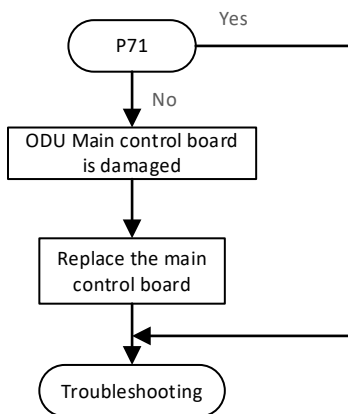 Yes
P71
No
ODU Main control board
is damaged
Replace the main
control board
Troubleshooting